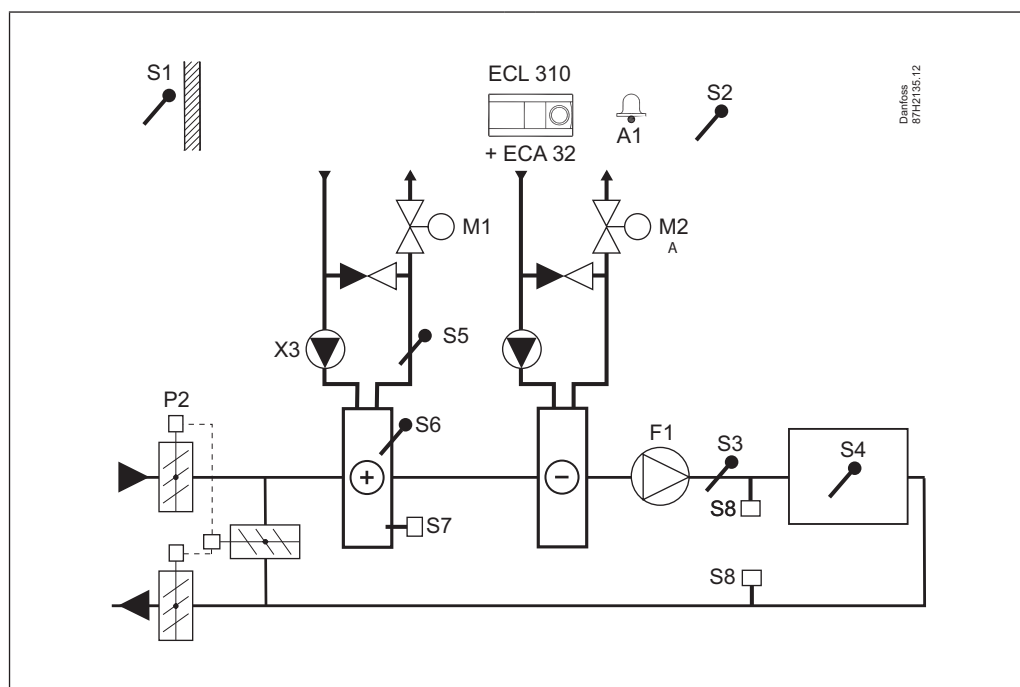 S1
ECL 310
+ ECA 32
A1
S2
Danfoss
87H2135.12
M1
M2
A
X3
S5
P2
S6
+
−
F1
S3
S4
S7
S8
S8